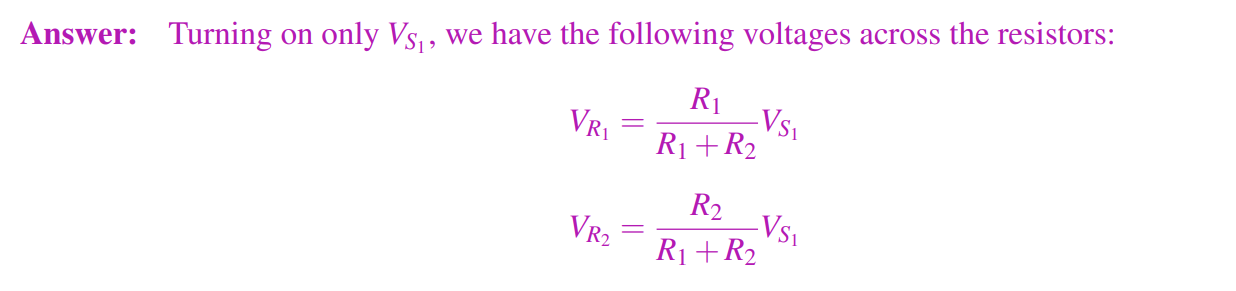 Answer: Turning on only $V_{S_1}$, we have the following voltages across the resistors:
$V_{R_1} = \frac{R_1}{R_1 + R_2} V_{S_1}$
$V_{R_2} = \frac{R_2}{R_1 + R_2} V_{S_1}$